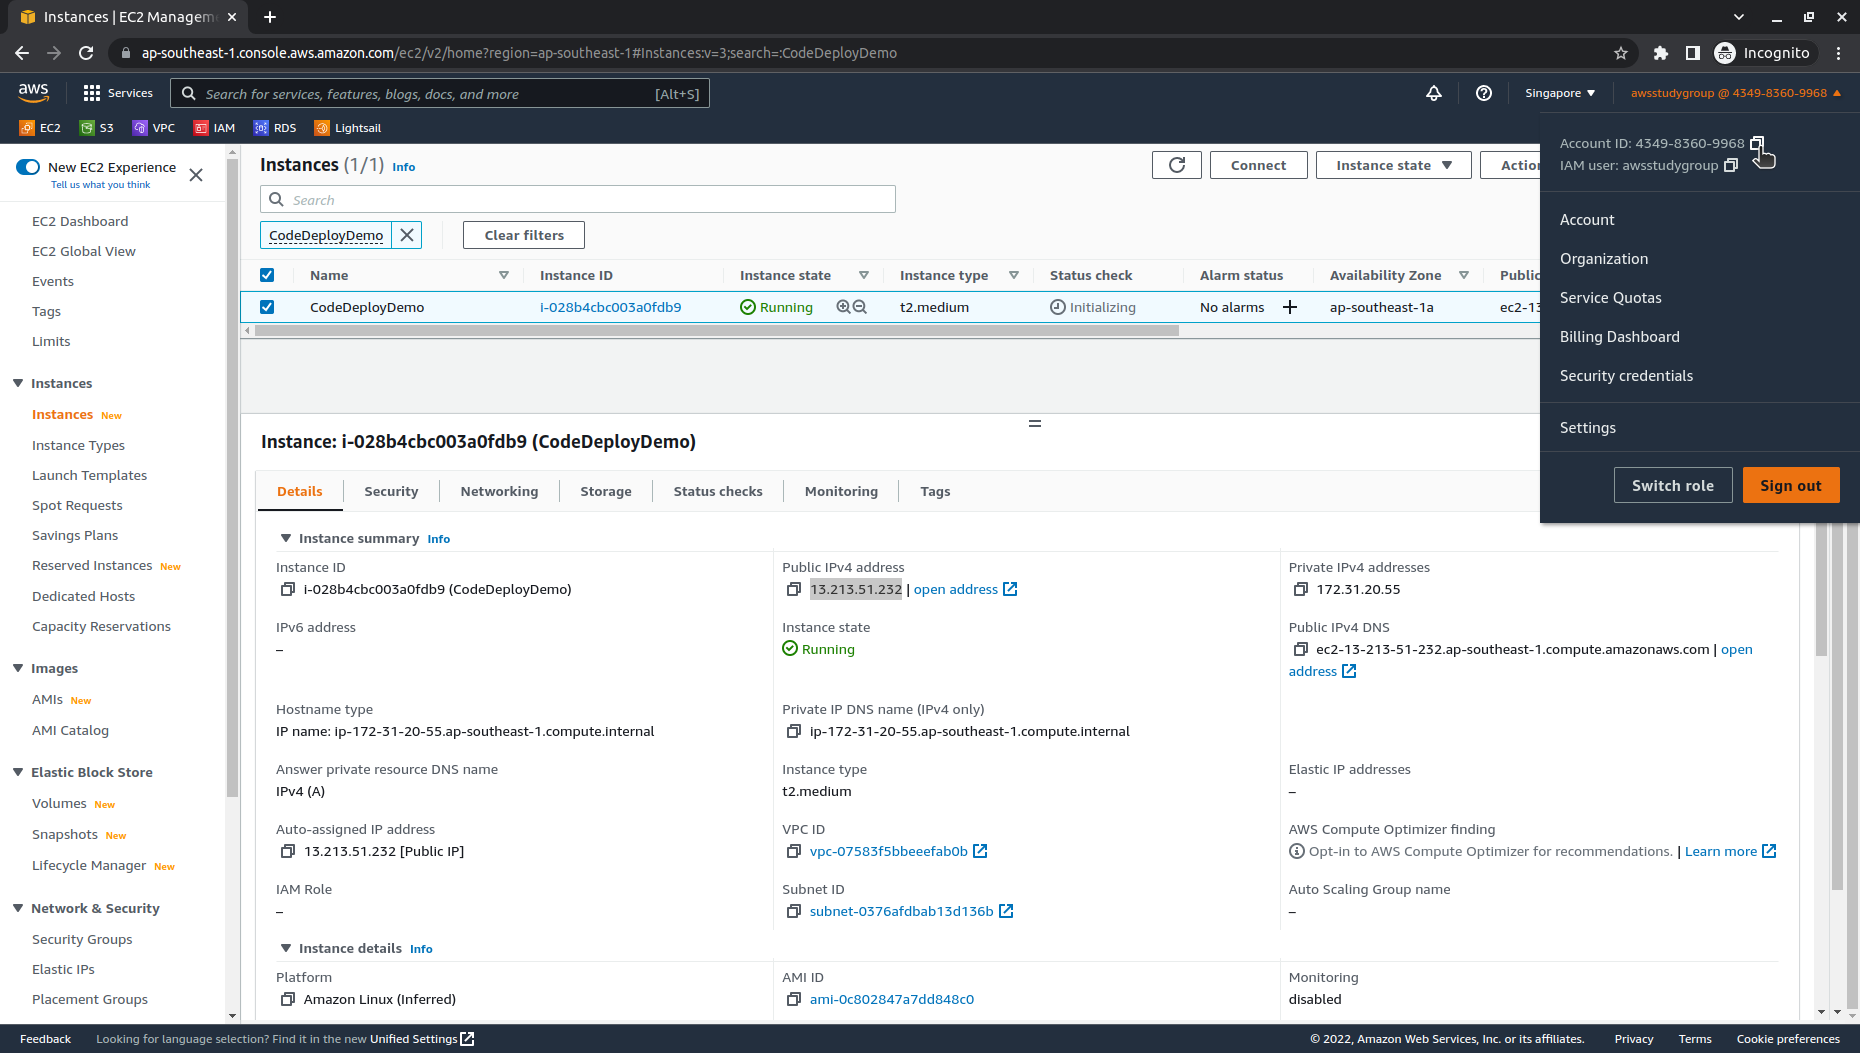 Instances | EC2 Managem
ap-southeast-1.console.aws.amazon.com/ec2/v2/home?region=ap-southeast-1#Instances:v=3;search=:CodeDeployDemo
Incognito
aws
Services
Search for services, features, blogs, docs, and more
[Alt+S]
Singapore
awsstudygroup @ 4349-8360-9968
EC2
S3
VPC
IAM
RDS
Lightsail
Account ID: 4349-8360-9968
IAM user: awsstudygroup
Account
Organization
Service Quotas
Billing Dashboard
Security credentials
Settings
Switch role
Sign out
New EC2 Experience
Tell us what you think
EC2 Dashboard
EC2 Global View
Events
Tags
Limits
Instances
Instances New
Instance Types
Launch Templates
Spot Requests
Savings Plans
Reserved Instances New
Dedicated Hosts
Capacity Reservations
Images
AMIs New
AMI Catalog
Elastic Block Store
Volumes New
Snapshots New
Lifecycle Manager New
Network & Security
Security Groups
Elastic IPs
Placement Groups
Instances (1/1) Info
Connect
Instance state
Actio
Search
CodeDeployDemo
Clear filters
Name
Instance ID
Instance state
Instance type
Status check
Alarm status
Availability Zone
Public
CodeDeployDemo
i-028b4cbc003a0fdb9
Running
t2.medium
Initializing
No alarms
ap-southeast-1a
ec2-13
Instance: i-028b4cbc003a0fdb9 (CodeDeployDemo)
Details
Security
Networking
Storage
Status checks
Monitoring
Tags
Instance summary Info
Instance ID
i-028b4cbc003a0fdb9 (CodeDeployDemo)
Public IPv4 address
13.213.51.232 | open address
Private IPv4 addresses
172.31.20.55
IPv6 address
–
Instance state
Running
Public IPv4 DNS
ec2-13-213-51-232.ap-southeast-1.compute.amazonaws.com | open
address
Hostname type
IP name: ip-172-31-20-55.ap-southeast-1.compute.internal
Private IP DNS name (IPv4 only)
ip-172-31-20-55.ap-southeast-1.compute.internal
Answer private resource DNS name
IPv4 (A)
Instance type
t2.medium
Elastic IP addresses
–
Auto-assigned IP address
13.213.51.232 [Public IP]
VPC ID
vpc-07583f5bbeeefab0b
AWS Compute Optimizer finding
Opt-in to AWS Compute Optimizer for recommendations. | Learn more
IAM Role
–
Subnet ID
subnet-0376afdbab13d136b
Auto Scaling Group name
–
Instance details Info
Platform
Amazon Linux (Inferred)
AMI ID
ami-0c802847a7dd848c0
Monitoring
disabled
Feedback
Looking for language selection? Find it in the new Unified Settings
© 2022, Amazon Web Services, Inc. or its affiliates.
Privacy
Terms
Cookie preferences